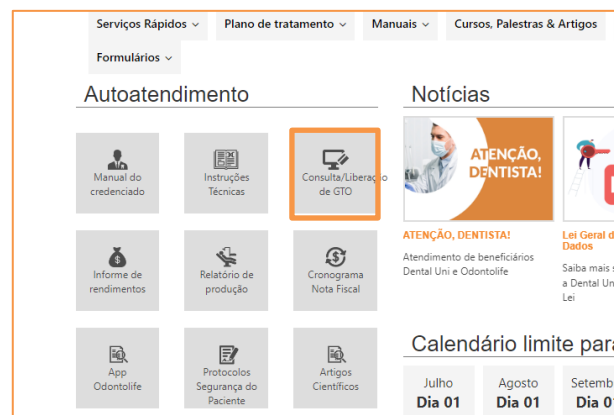 Serviços Rápidos
Plano de tratamento
Manuais
Cursos, Palestras & Artigos
Formulários
Autoatendimento
Manual do
credenciado
Instruções
Técnicas
Consulta/Liberação
de GTO
Informe de
rendimentos
Relatório de
produção
Cronograma
Nota Fiscal
App
Odontolife
Protocolos
Segurança do
Paciente
Artigos
Científicos
Notícias
ATENÇÃO,
DENTISTA!
ATENÇÃO, DENTISTA!
Atendimento de beneficiários
Dental Uni e Odontolife
Lei Geral d
Dados
Saiba mais s
a Dental Un
Lei
Calendário limite para
Julho
Dia 01
Agosto
Dia 01
Setemb
Dia 0